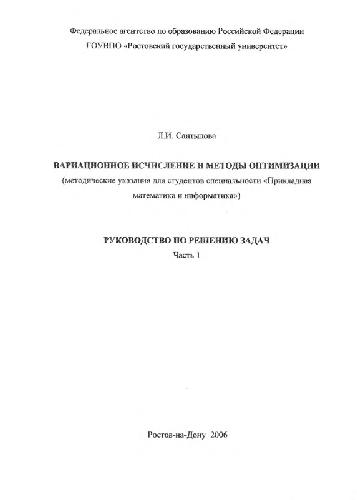 Федеральное агентство по образованию Российской Федерации
ГОУВПО «Ростовский государственный университет»
Л.И.
ВАРИАЦИОННОЕ ИСЧИСЛЕНИЕ И МЕТОДЫ ОПТИМИЗАЦИИ
(методические указания для студентов специальности «Прикладная
математика и информатика»)
РУКОВОДСТВО ПО РЕШЕНИЮ ЗАДАЧ
Часть 1
Ростов-на-Дону 2006